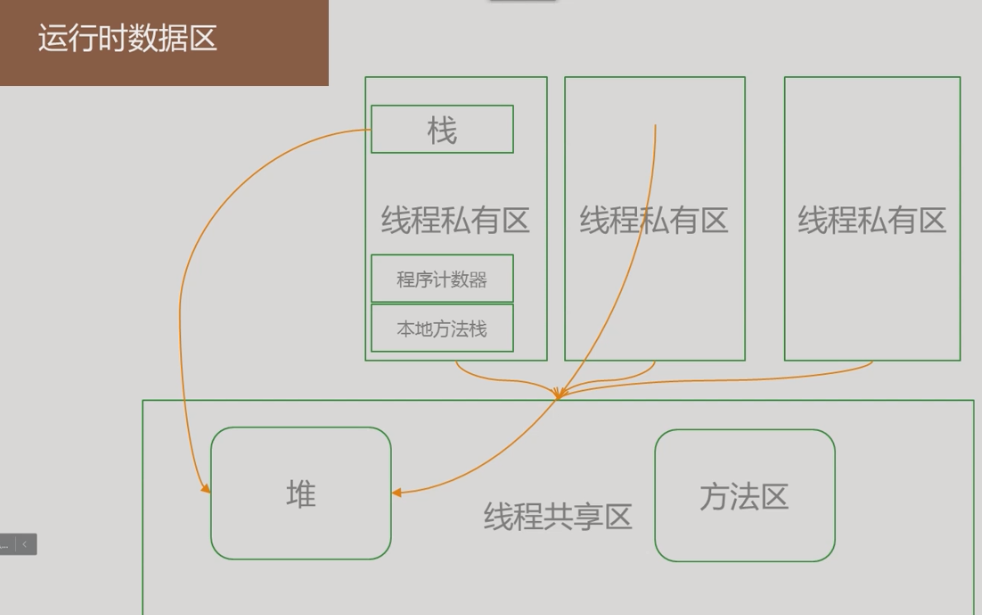 运行时数据区
栈
线程私有区
线程私有区
线程私有区
程序计数器
本地方法栈
堆
方法区
线程共享区